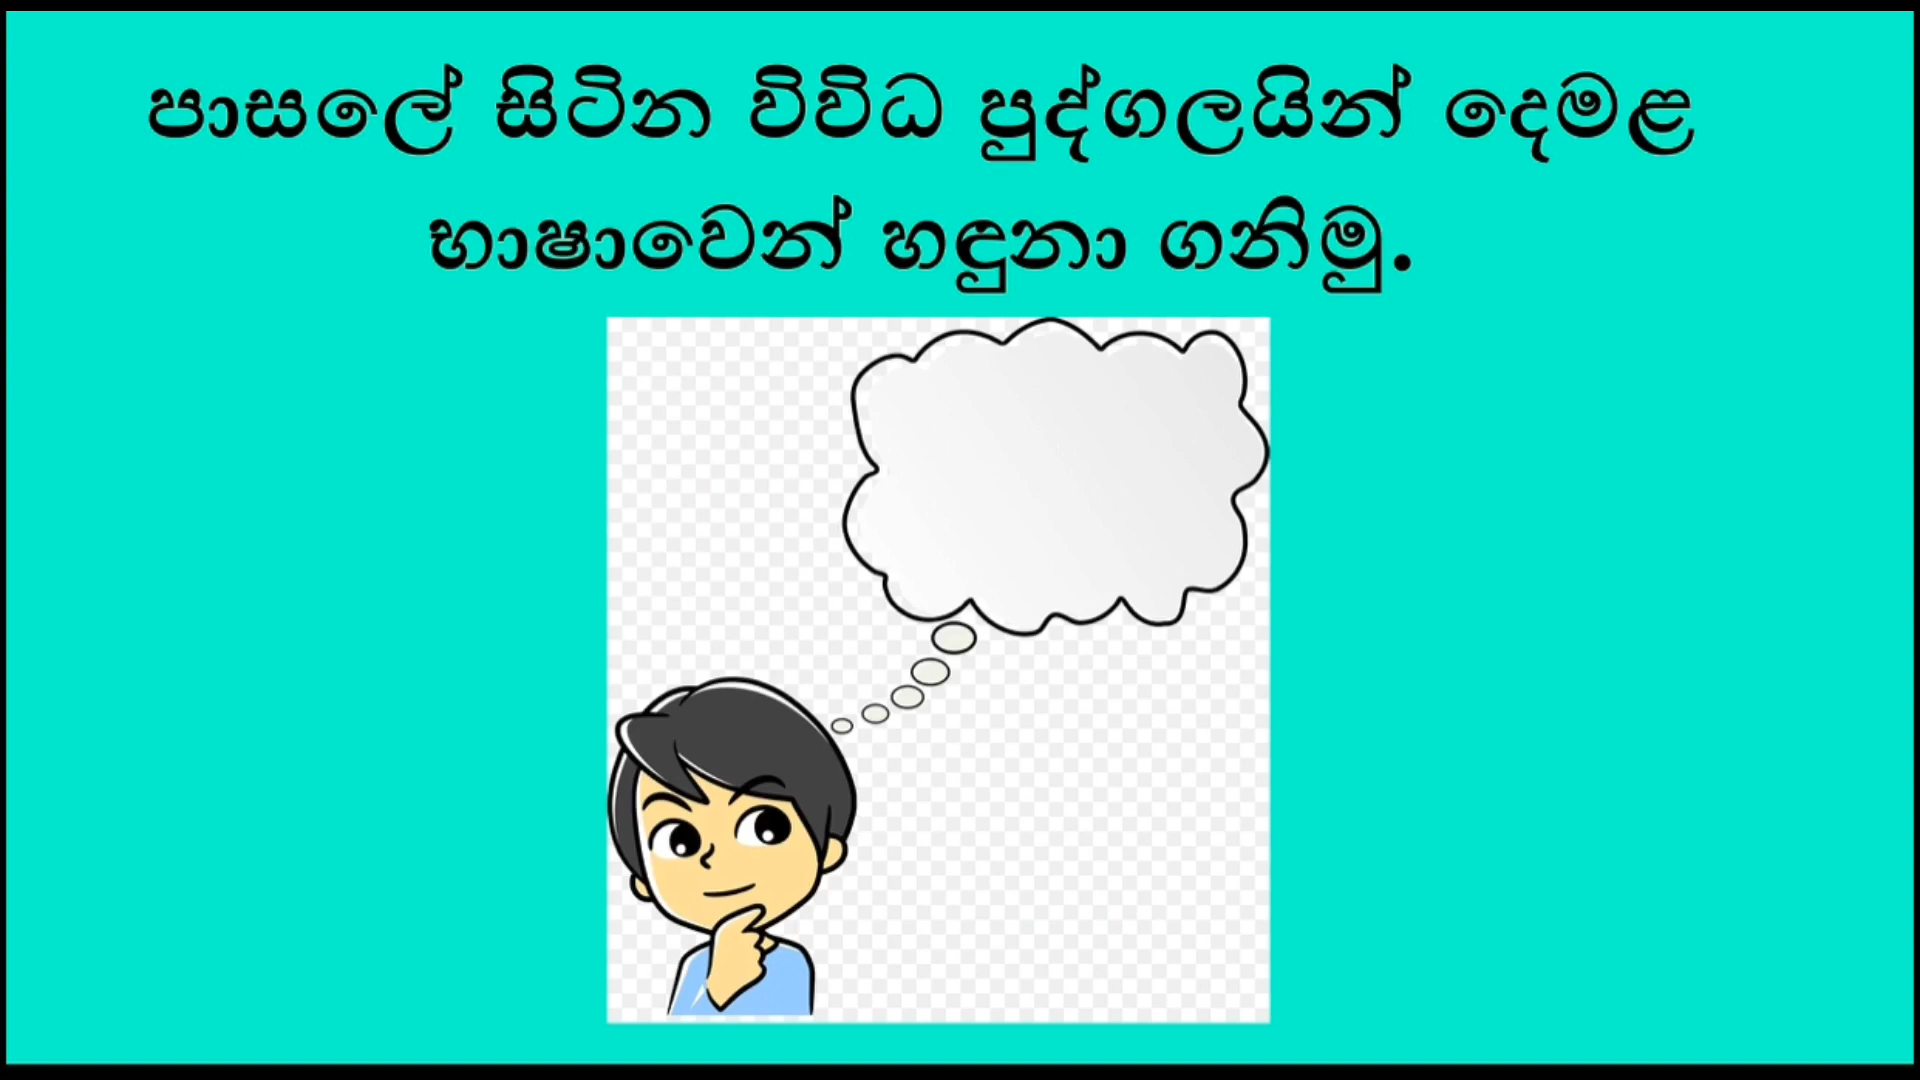 පාසලේ සිටින විවිධ පුද්ගලයින් දෙමළ
භාෂාවෙන් හඳුනා ගනිමු.